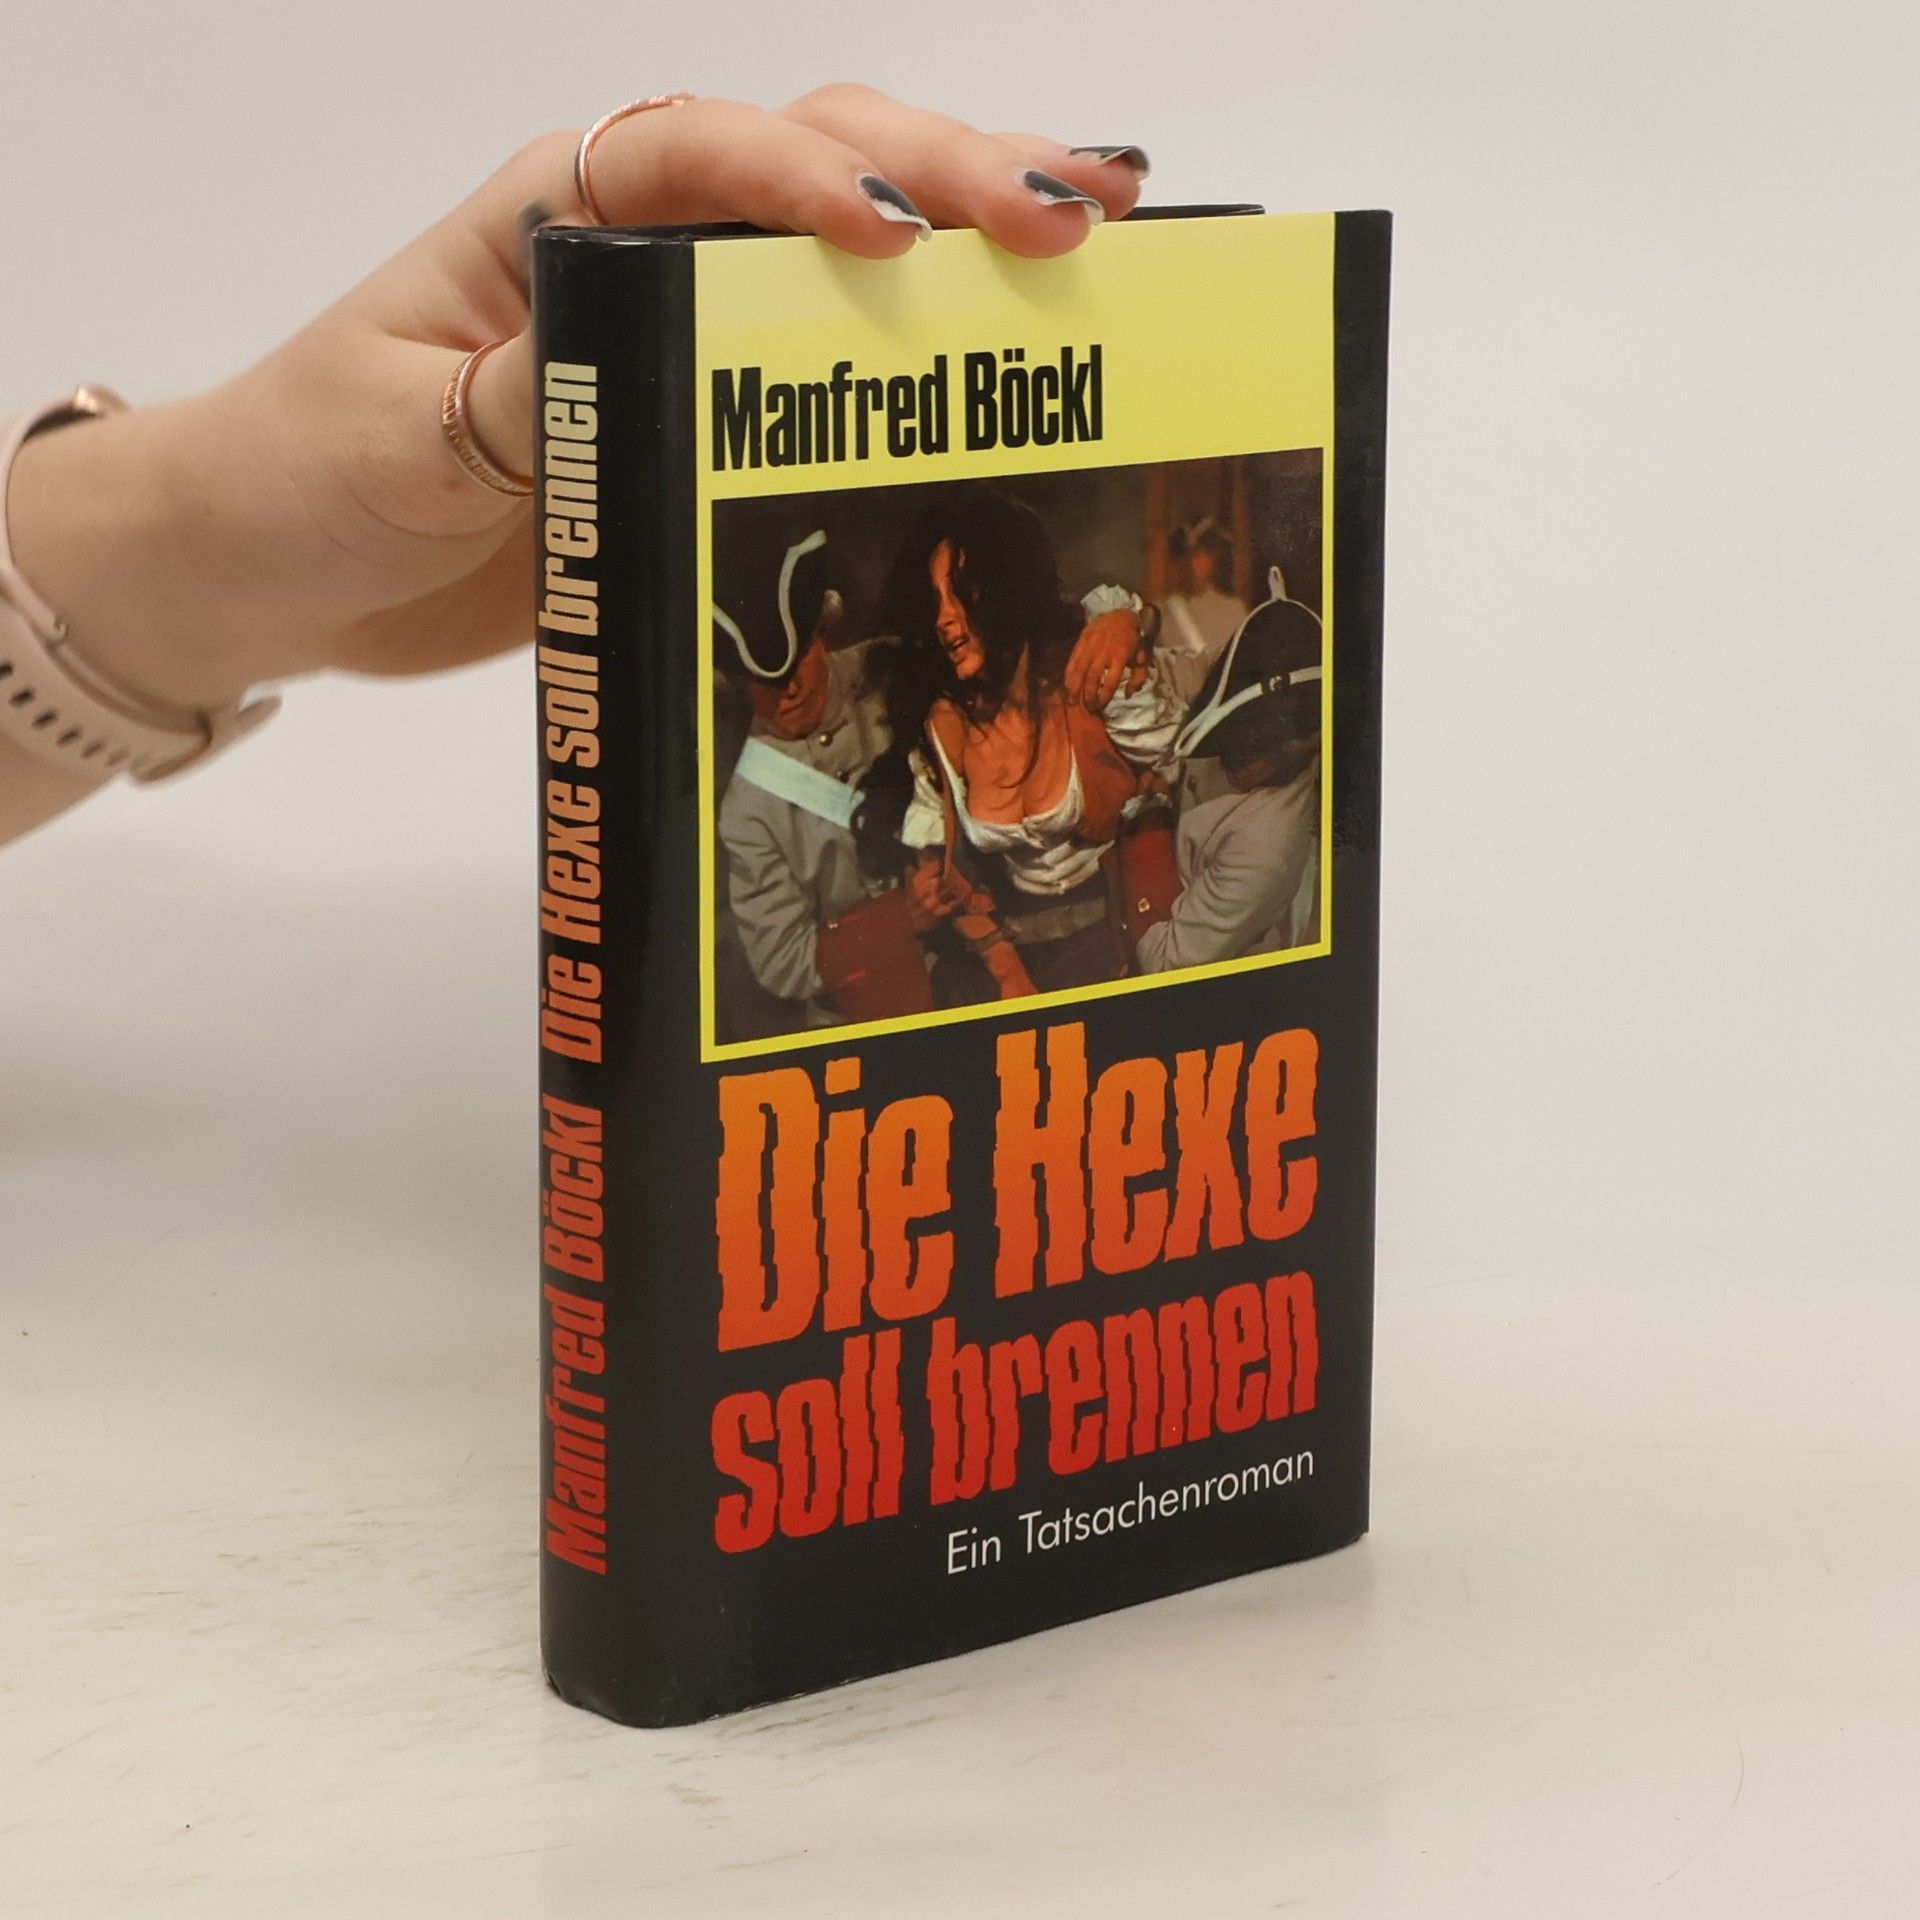 Manfred Böckl Die Hexe soll brennen
Manfred Böckl
Die Hexe
soll brennen
Ein Tatsachenroman